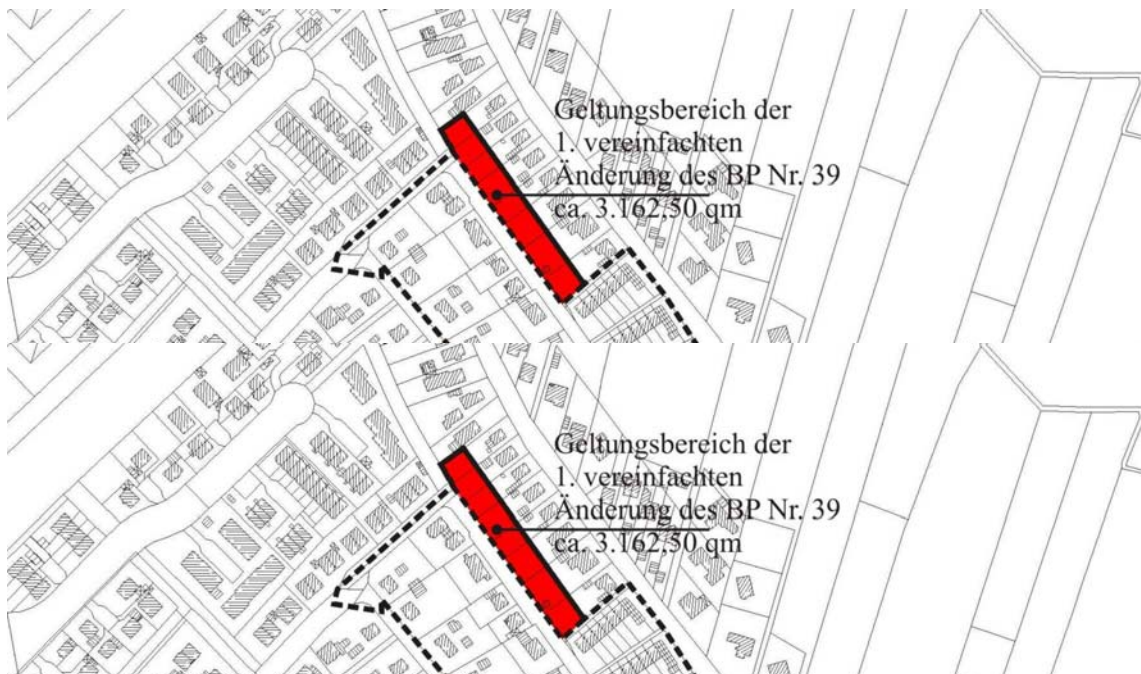 Geltungsbereich der
1. vereinfachten
Änderung des BP Nr. 39
ca. 3.162,50 qm
Geltungsbereich der
1. vereinfachten
Änderung des BP Nr. 39
ca. 3.162,50 qm